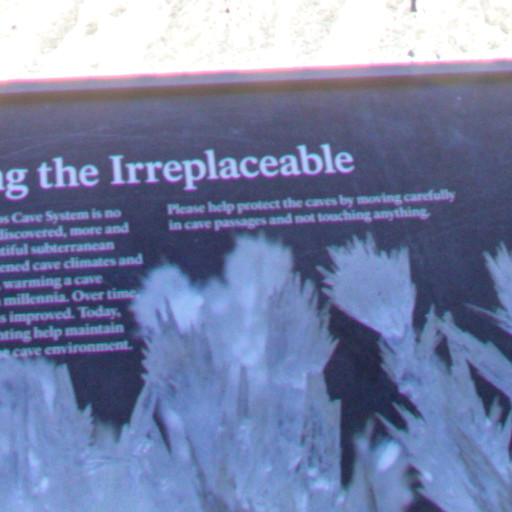 ng the Irreplaceable
s Cave System is no
discovered, more and
tiful subterranean
ened cave climates and
, warming a cave
millennia. Over time,
s improved. Today,
ating help maintain
e cave environment.
Please help protect the caves by moving carefully
in cave passages and not touching anything.